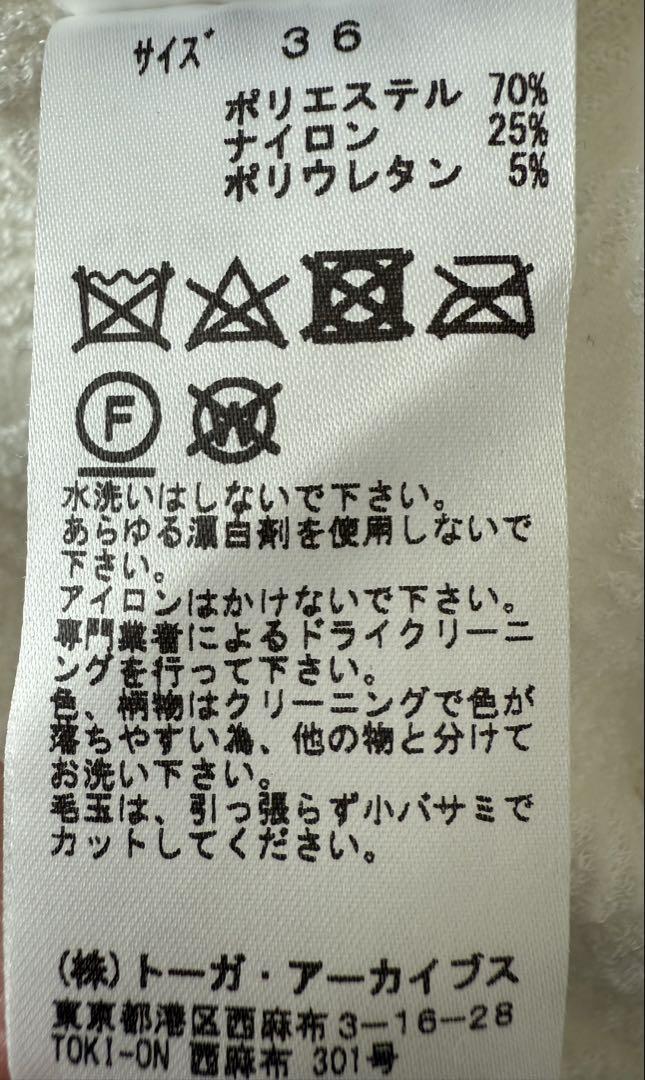 サイズ 36
ポリエステル 70%
ナイロン 25%
ポリウレタン 5%
F W
水洗いはしないで下さい。
あらゆる漂白剤を使用しないで
下さい。
アイロンはかけないで下さい。
専門業者によるドライクリーニ
ングを行って下さい。
色、柄物はクリーニングで色が
落ちやすい為、他の物と分けて
お洗い下さい。
毛玉は、引っ張らず小バサミで
カットしてください。
(株)トーガ・アーカイブス
東京都港区西麻布3-16-28
TOKI-ON 西麻布 301号